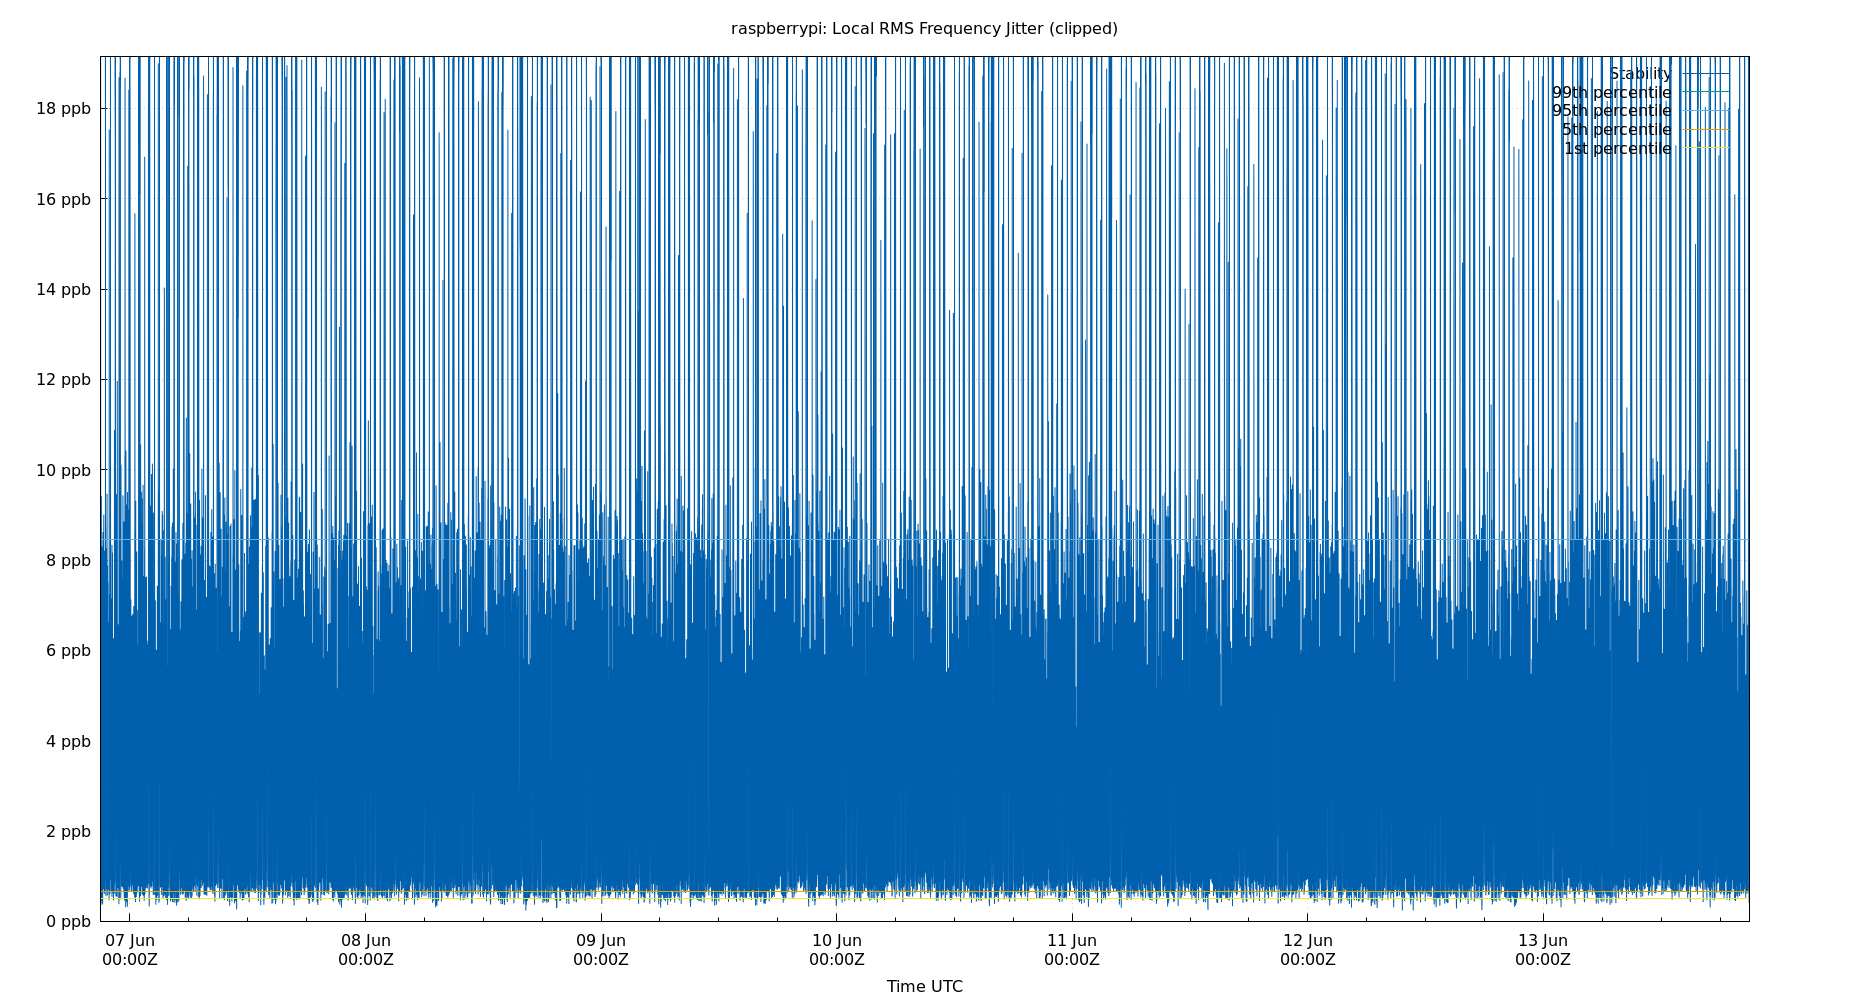 raspberrypi: Local RMS Frequency Jitter (clipped)
Stability
99th percentile
95th percentile
5th percentile
1st percentile
18 ppb
16 ppb
14 ppb
12 ppb
10 ppb
8 ppb
6 ppb
4 ppb
2 ppb
0 ppb
07 Jun 08 Jun 09 Jun 10 Jun 11 Jun 12 Jun 13 Jun
00:00Z 00:00Z 00:00Z 00:00Z 00:00Z 00:00Z 00:00Z
Time UTC